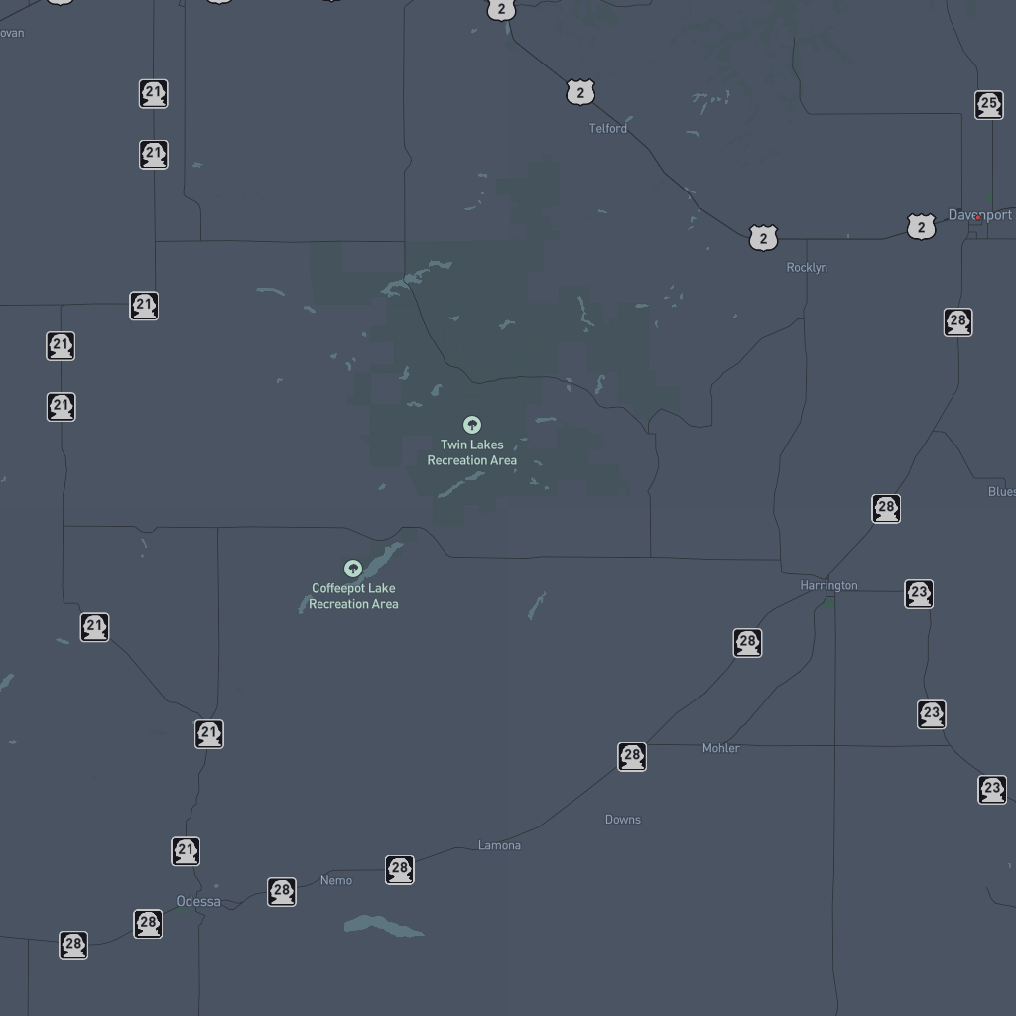 2
ovan
21
2
25
Telford
21
Davenport
2
2
Rocklyn
21
28
21
21
Twin Lakes
Recreation Area
Blues
28
Coffeepot Lake
Recreation Area
Harrington
23
21
28
23
21
Mohler
28
23
Downs
Lamona
21
28
Nemo
28
Odessa
28
28